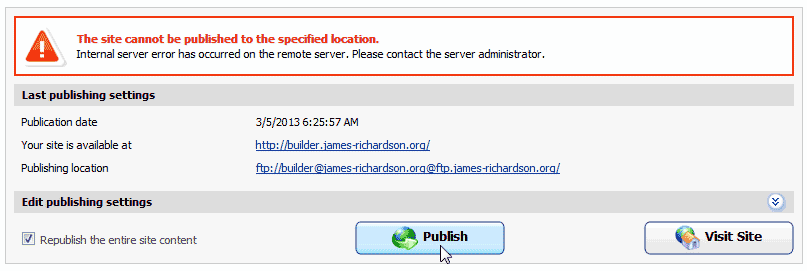 The site cannot be published to the specified location.
Internal server error has occurred on the remote server. Please contact the server administrator.
Last publishing settings
Publication date 3/5/2013 6:25:57 AM
Your site is available at http://builder.james-richardson.org/
Publishing location ftp://builder@james-richardson.org@ftp.james-richardson.org/
Edit publishing settings
Republish the entire site content Publish Visit Site